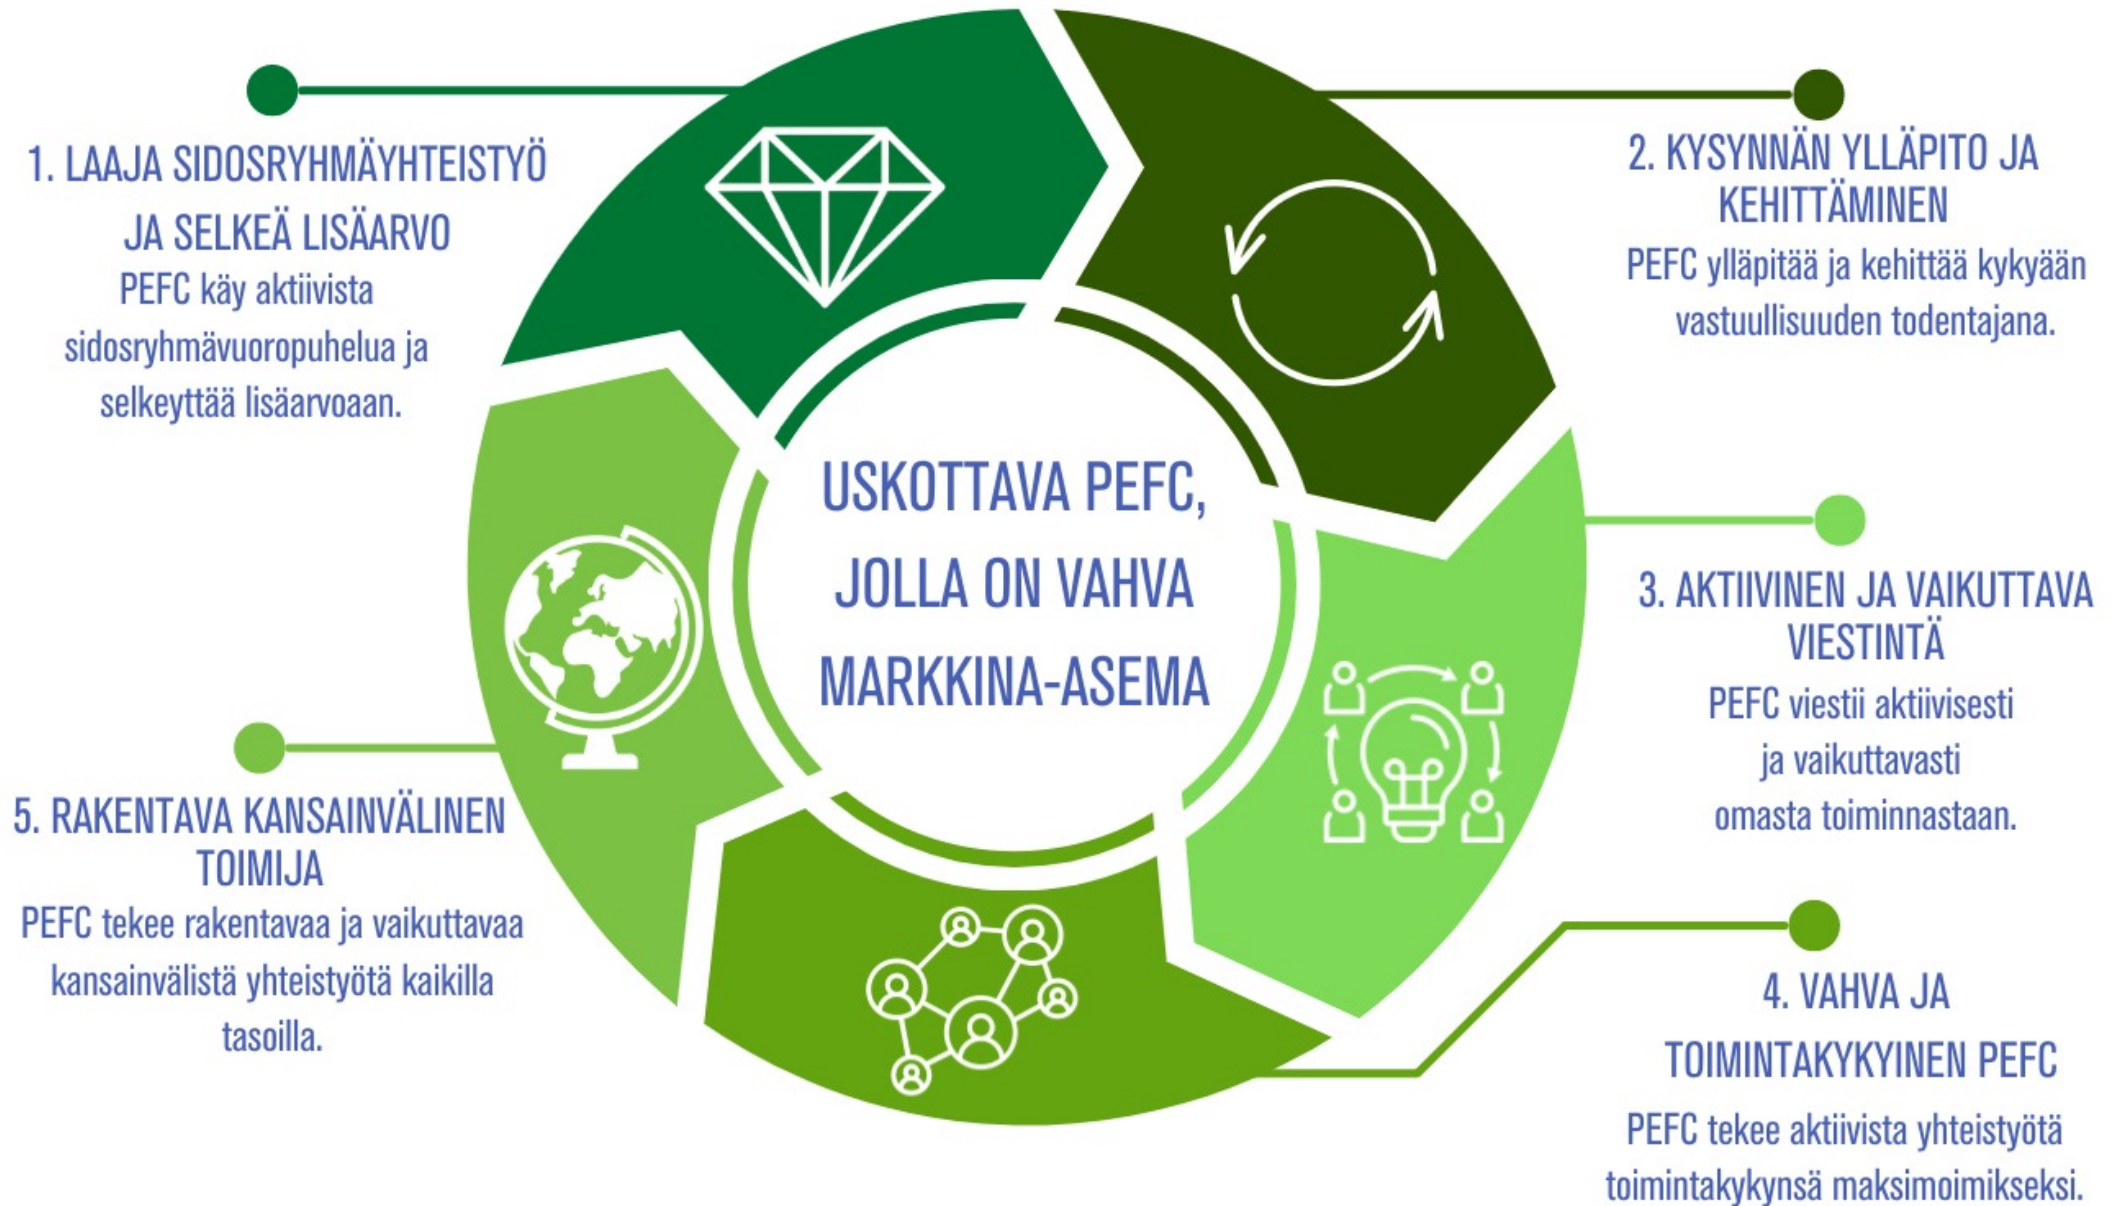 1. LAAJA SIDOSRYHMÄYHTEISTYÖ
JA SELKEÄ LISÄARVO
PEFC käy aktiivista
sidosryhmävuoropuhelua ja
selkeyttää lisäarvoaan.
2. KYSYNNÄN YLLÄPITO JA
KEHITTÄMINEN
PEFC ylläpitää ja kehittää kykyään
vastuullisuuden todentajana.
USKOTTAVA PEFC,
JOLLA ON VAHVA
MARKKINA-ASEMA
3. AKTIIVINEN JA VAIKUTTAVA
VIESTINTÄ
PEFC viestii aktiivisesti
ja vaikuttavasti
omasta toiminnastaan.
4. VAHVA JA
TOIMINTAKYKYINEN PEFC
PEFC tekee aktiivista yhteistyötä
toimintakykynsä maksimoimikseksi.
5. RAKENTAVA KANSAINVÄLINEN
TOIMIJA
PEFC tekee rakentavaa ja vaikuttavaa
kansainvälistä yhteistyötä kaikilla
tasoilla.